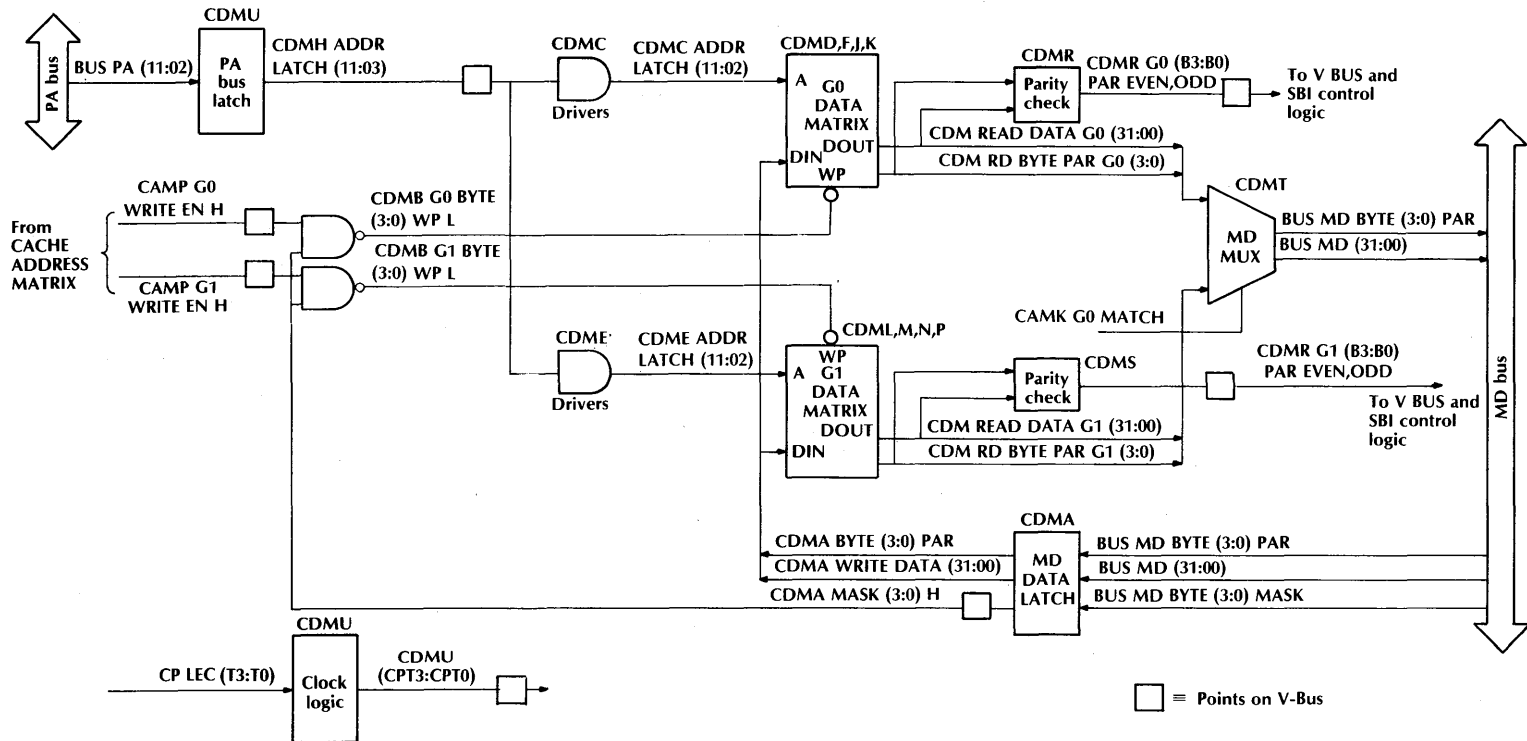 PA bus
BUS PA (11:02)
CDMU
PA
bus
latch
CDMH ADDR
LATCH (11:03)
CDMC
Drivers
CDMC ADDR
LATCH (11:02)
CDMD,F,J,K
A
G0
DATA
MATRIX
DOUT
DIN
WP
CDMR
Parity
check
CDMR G0 (B3:B0)
PAR EVEN,ODD
To V BUS and
SBI control
logic
CDM READ DATA G0 (31:00)
CDM RD BYTE PAR G0 (3:0)
From
CACHE
ADDRESS
MATRIX
CAMP G0
WRITE EN H
CAMP G1
WRITE EN H
CDMB G0 BYTE
(3:0) WP L
CDMB G1 BYTE
(3:0) WP L
CDMT
MD
MUX
BUS MD BYTE (3:0) PAR
BUS MD (31:00)
CAMK G0 MATCH
MD bus
CDME
Drivers
CDME ADDR
LATCH (11:02)
CDML,M,N,P
WP
A
G1
DATA
MATRIX
DOUT
DIN
Parity
check
CDMS
CDMR G1 (B3:B0)
PAR EVEN,ODD
To V BUS and
SBI control
logic
CDM READ DATA G1 (31:00)
CDM RD BYTE PAR G1 (3:0)
CDMA BYTE (3:0) PAR
CDMA WRITE DATA (31:00)
CDMA MASK (3:0) H
CDMA
MD
DATA
LATCH
BUS MD BYTE (3:0) PAR
BUS MD (31:00)
BUS MD BYTE (3:0) MASK
CP LEC (T3:T0)
CDMU
Clock
logic
CDMU
(CPT3:CPT0)
≡ Points on V-Bus